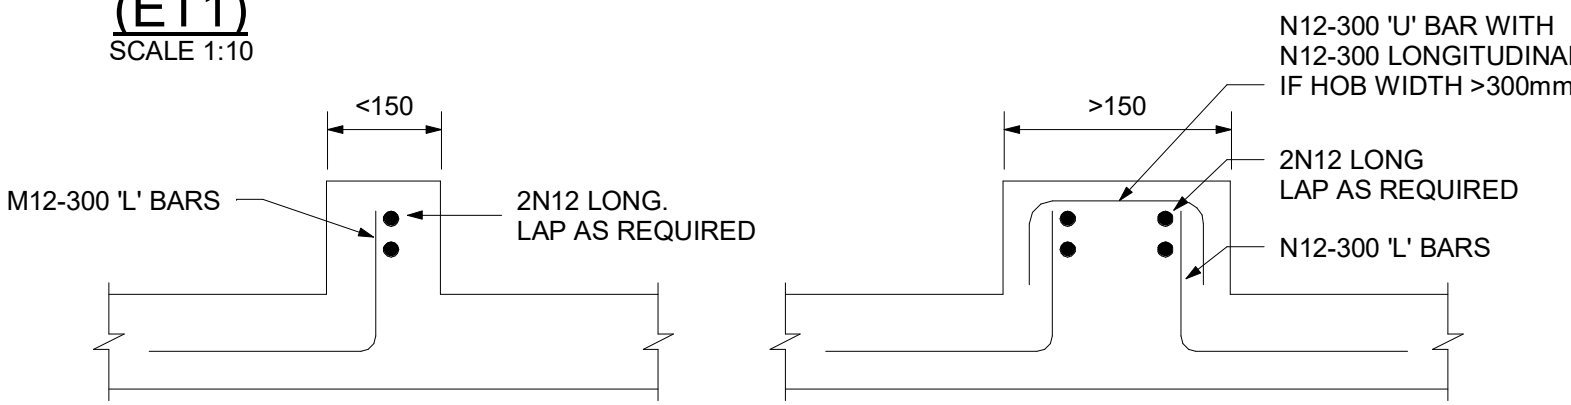 (ET1)
SCALE 1:10
<150
M12-300 'L' BARS
2N12 LONG.
LAP AS REQUIRED
>150
N12-300 'U' BAR WITH
N12-300 LONGITUDINAL
IF HOB WIDTH >300mm
2N12 LONG
LAP AS REQUIRED
N12-300 'L' BARS